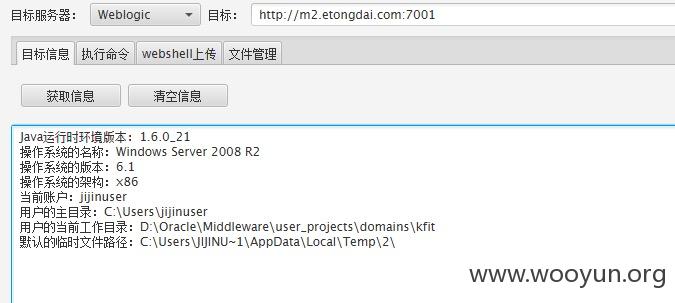 目标服务器： Weblogic 目标： http://m2.etongdai.com:7001
目标信息 执行命令 webshell上传 文件管理
获取信息 清空信息
Java运行时环境版本：1.6.0_21
操作系统的名称：Windows Server 2008 R2
操作系统的版本：6.1
操作系统的架构：x86
当前账户：jijinuser
用户的主目录：C:\Users\jijinuser
用户的当前工作目录：D:\Oracle\Middleware\user_projects\domains\kfit
默认的临时文件路径：C:\Users\JIJINU~1\AppData\Local\Temp\2\
www.wooyun.org